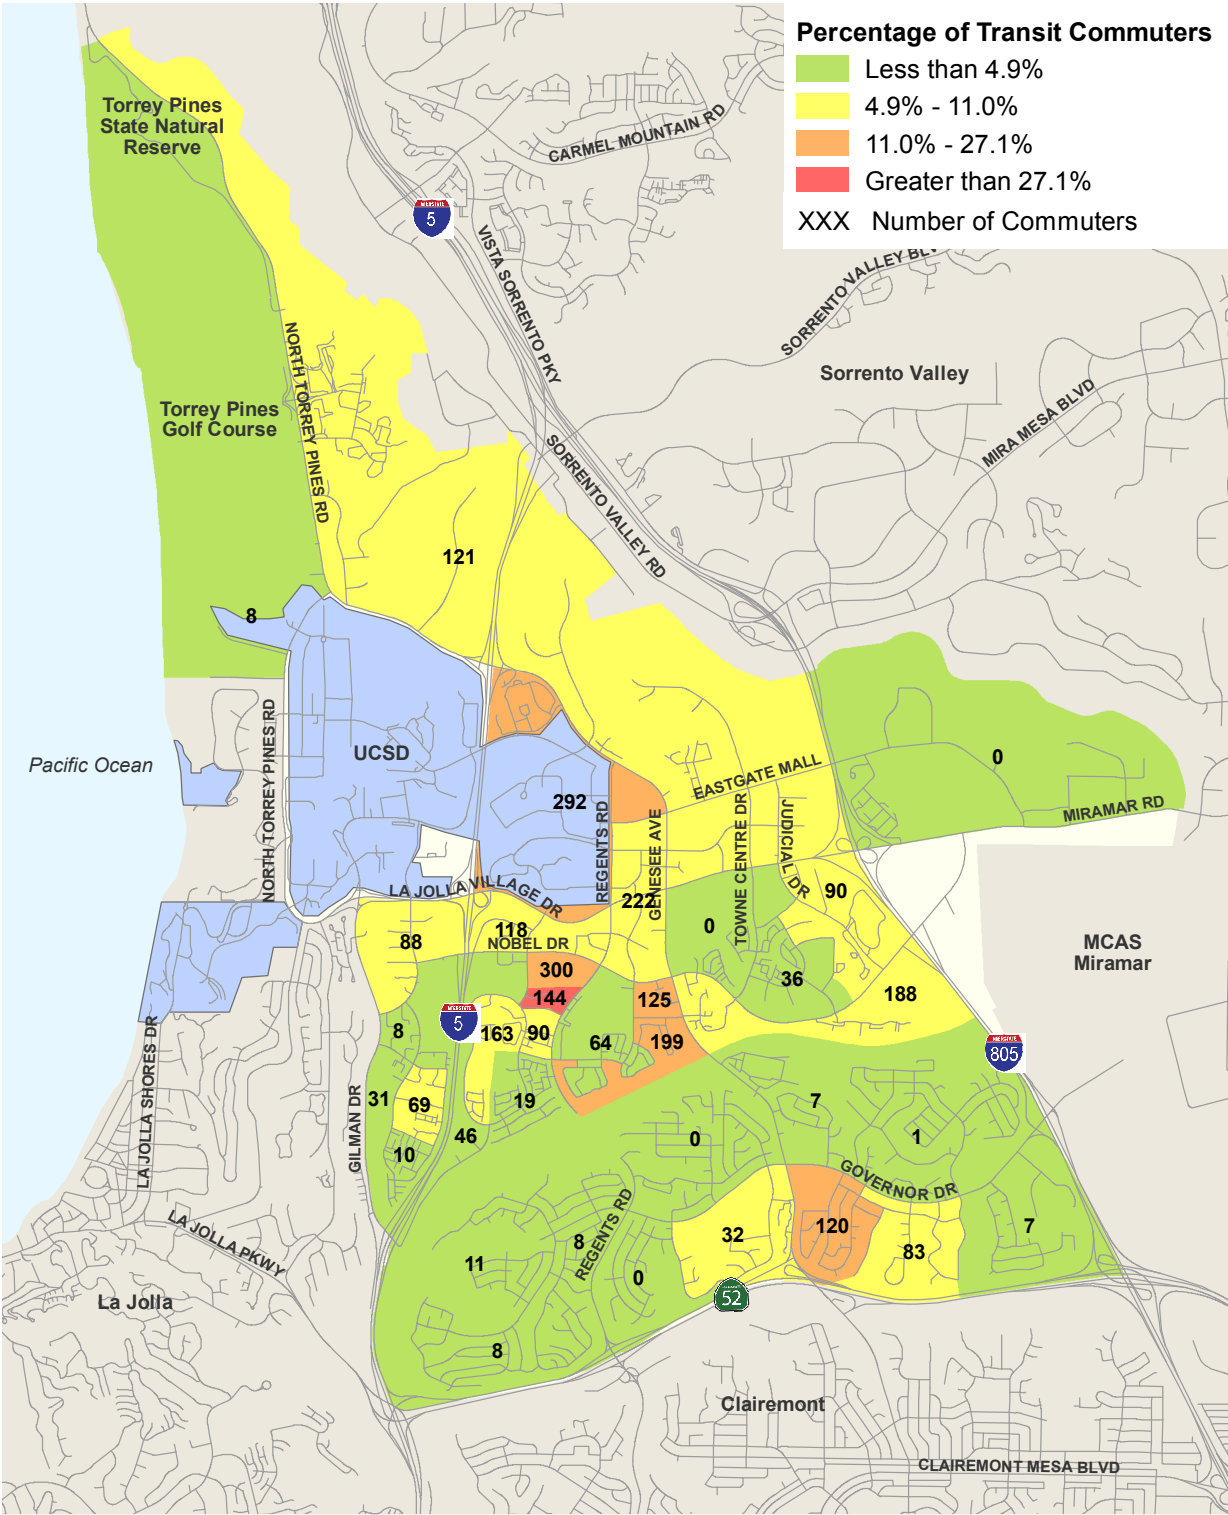 Percentage of Transit Commuters
Less than 4.9%
4.9% - 11.0%
11.0% - 27.1%
Greater than 27.1%
XXX Number of Commuters
Torrey Pines
State Natural
Reserve
CARMEL MOUNTAIN RD
INTERSTATE
5
VISTA SORRENTO PKY
SORRENTO VALLEY
NORTH TORREY PINES RD
Sorrento Valley
Torrey Pines
Golf Course
MIRA MESA BLVD
SORRENTO VALLEY RD
121
8
NORTH TORREY PINES RD
UCSD
Pacific Ocean
0
EASTGATE MALL
292
REGENTS RD
GENESEE AVE
TOWNE CENTRE DR
JUDICIAL DR
MIRAMAR RD
LA JOLLA VILLAGE DR
222
90
118
NOBEL DR
88
0
MCAS
Miramar
300
36
144
125
188
8
INTERSTATE
5
163
90
64
199
INTERSTATE
805
LA JOLLA SHORES DR
GILMAN DR
31
69
19
7
46
0
1
10
GOVERNOR DR
LA JOLLA PKWY
REGENTS RD
8
32
120
83
7
11
0
La Jolla
52
8
Clairemont
CLAIREMONT MESA BLVD